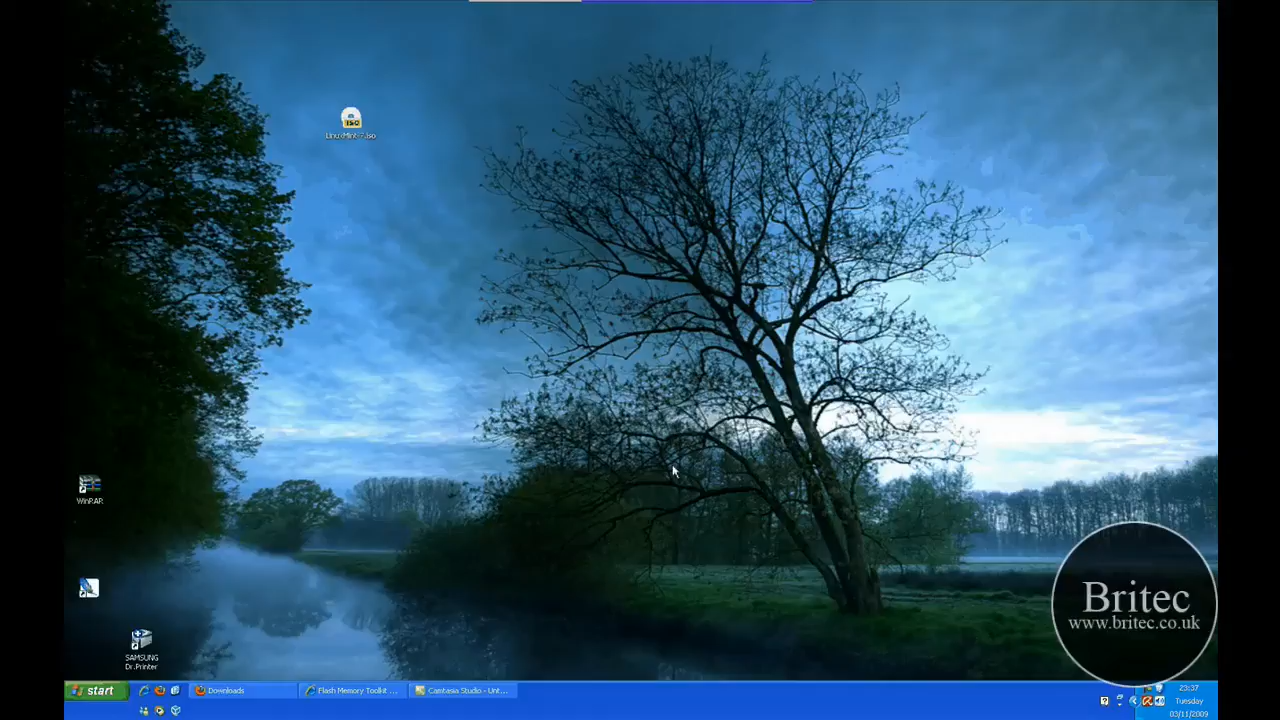 LinuxMint-7.iso
WinRAR
SAMSUNG
Dr.Printer
Britec
www.britec.co.uk
start
Downloads
Flash Memory Toolkit ...
Camtasia Studio - Unt...
23:37
Tuesday
03/11/2009